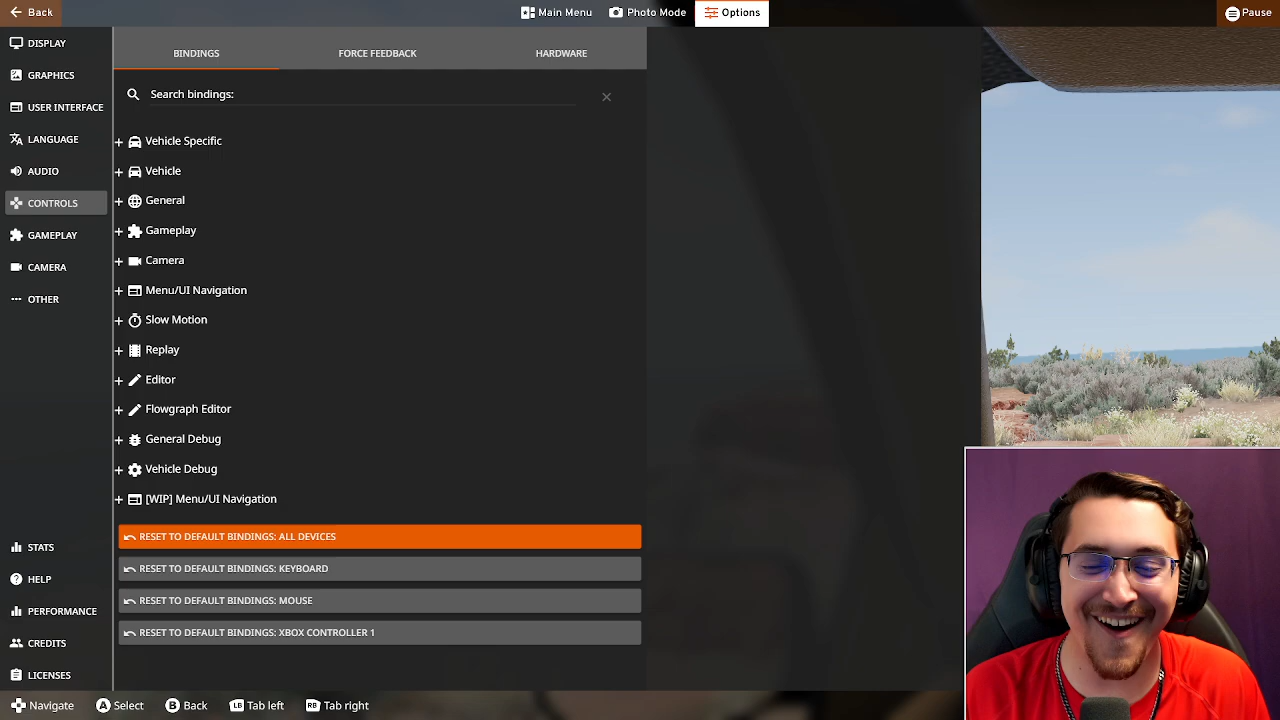 Back
Main Menu
Photo Mode
Options
Pause
DISPLAY
GRAPHICS
USER INTERFACE
LANGUAGE
AUDIO
CONTROLS
GAMEPLAY
CAMERA
OTHER
STATS
HELP
PERFORMANCE
CREDITS
LICENSES
BINDINGS
FORCE FEEDBACK
HARDWARE
Search bindings:
Vehicle Specific
Vehicle
General
Gameplay
Camera
Menu/UI Navigation
Slow Motion
Replay
Editor
Flowgraph Editor
General Debug
Vehicle Debug
[WIP] Menu/UI Navigation
RESET TO DEFAULT BINDINGS: ALL DEVICES
RESET TO DEFAULT BINDINGS: KEYBOARD
RESET TO DEFAULT BINDINGS: MOUSE
RESET TO DEFAULT BINDINGS: XBOX CONTROLLER 1
Navigate
A Select
B Back
LB Tab left
RB Tab right